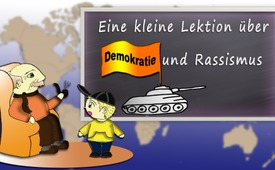 Eine kleine Lektion über
Demokratie und Rassismus